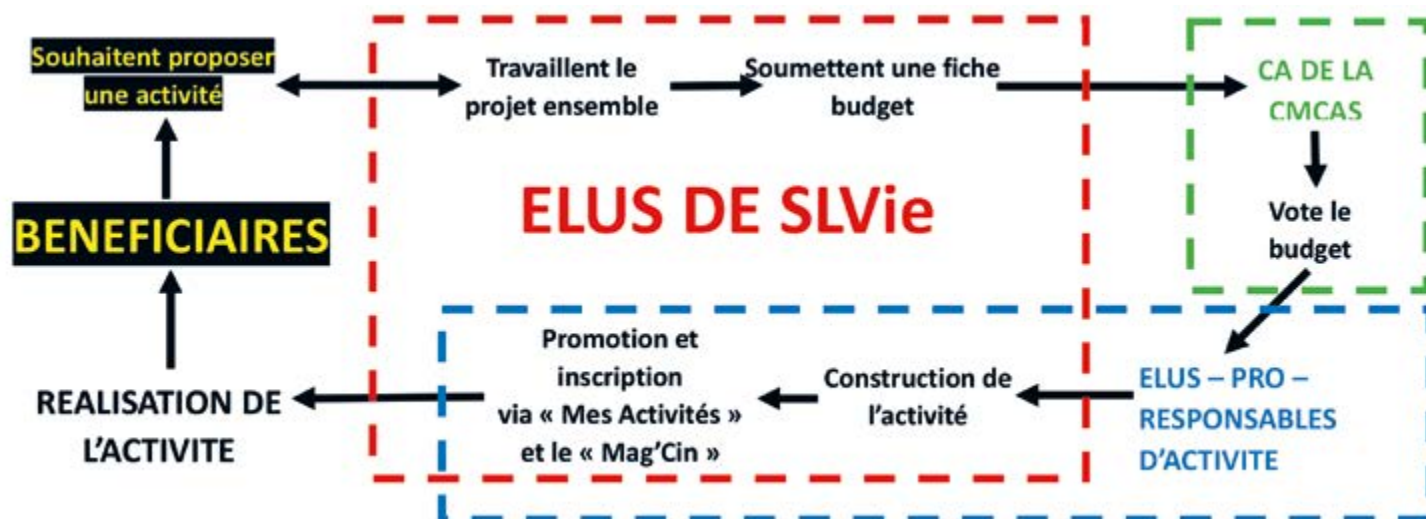 Souhaitent proposer
une activité
Travaillent le
projet ensemble
Soumettent une fiche
budget
CA DE LA
CMCAS
BENEFICIAIRES
ELUS DE SLVie
Vote le
budget
REALISATION DE
L'ACTIVITE
Promotion et
inscription
via « Mes Activités »
et le « Mag'Cin »
Construction de
l'activité
ELUS – PRO –
RESPONSABLES
D'ACTIVITE